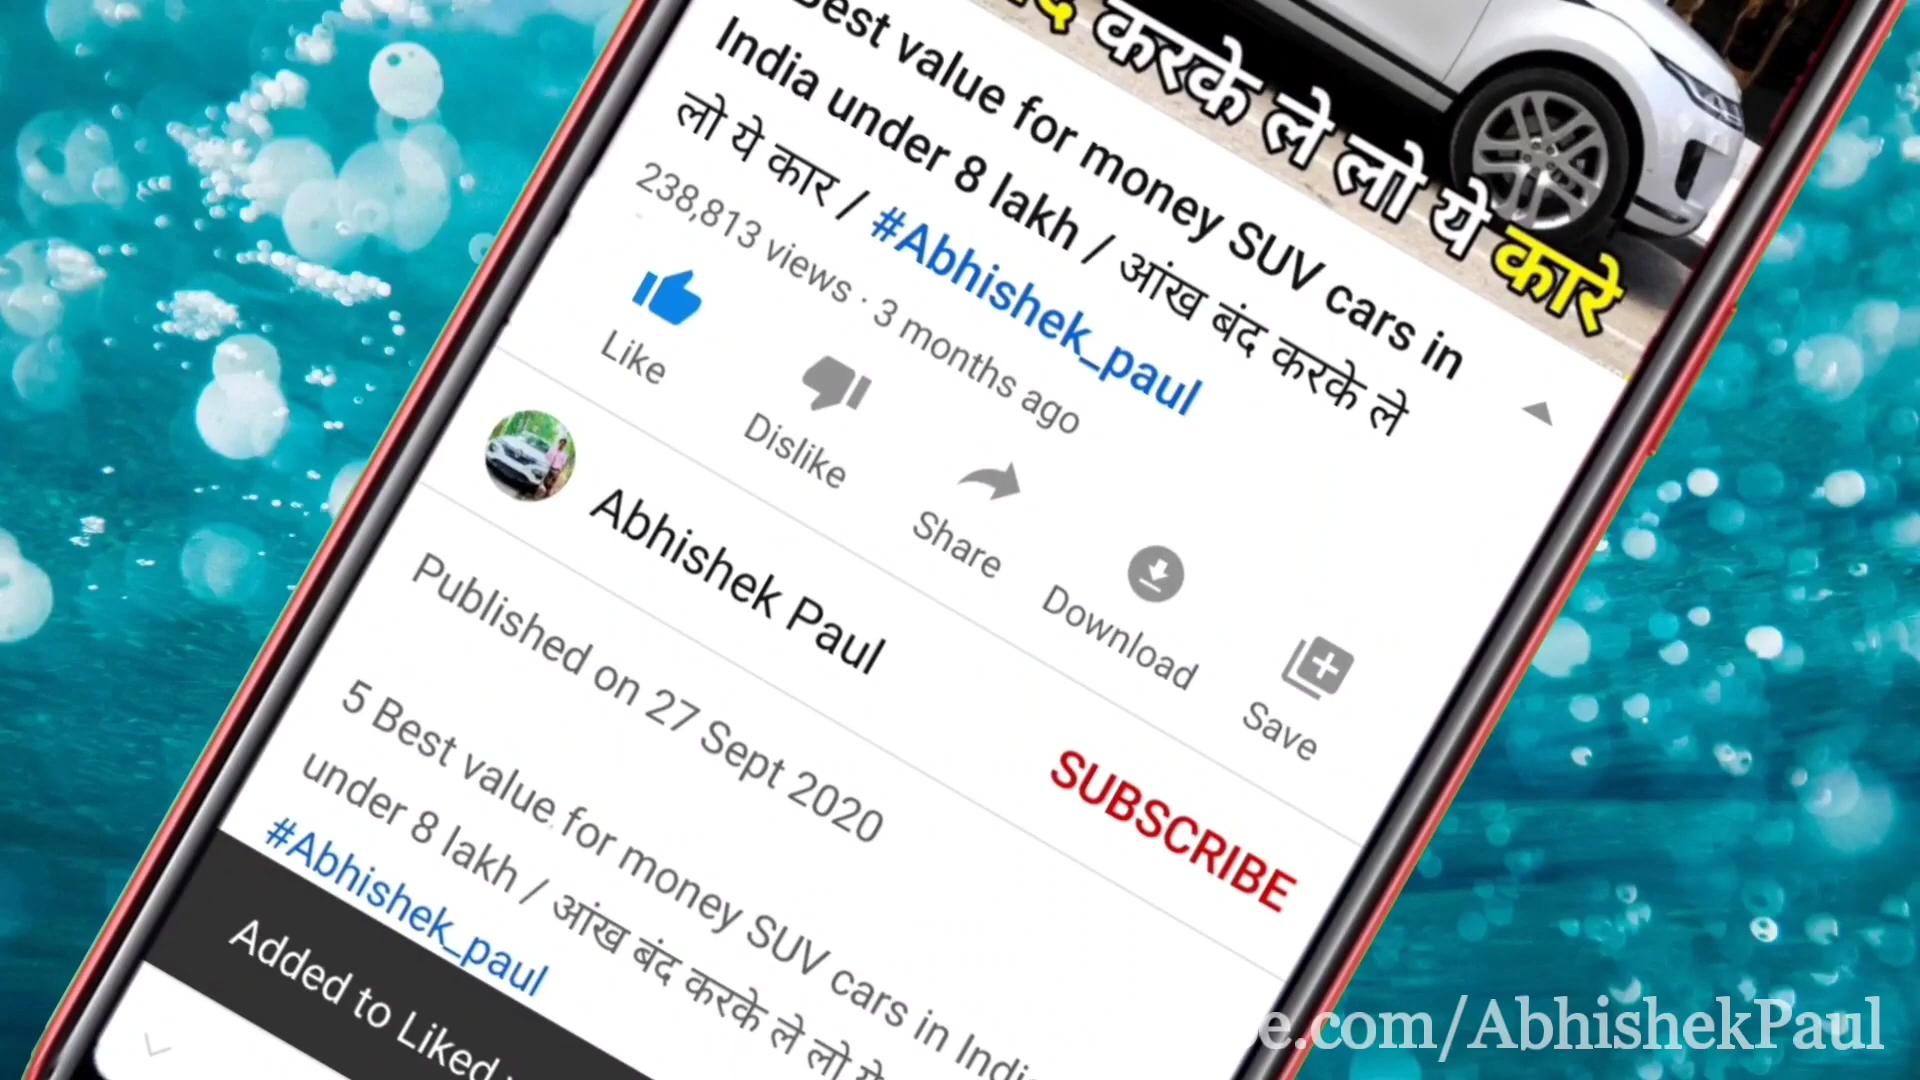 करके ले लो ये कारे
Best value for money SUV cars in
India under 8 lakh / आंख बंद करके ले
लो ये कार / #Abhishek_paul
238,813 views · 3 months ago
Like
Dislike
Share
Download
Save
Abhishek Paul
SUBSCRIBE
Published on 27 Sept 2020
5 Best value for money SUV cars in
under 8 lakh / आंख बंद करके ले लो ये
#Abhishek_paul
Added to Liked
e.com/AbhishekPaul